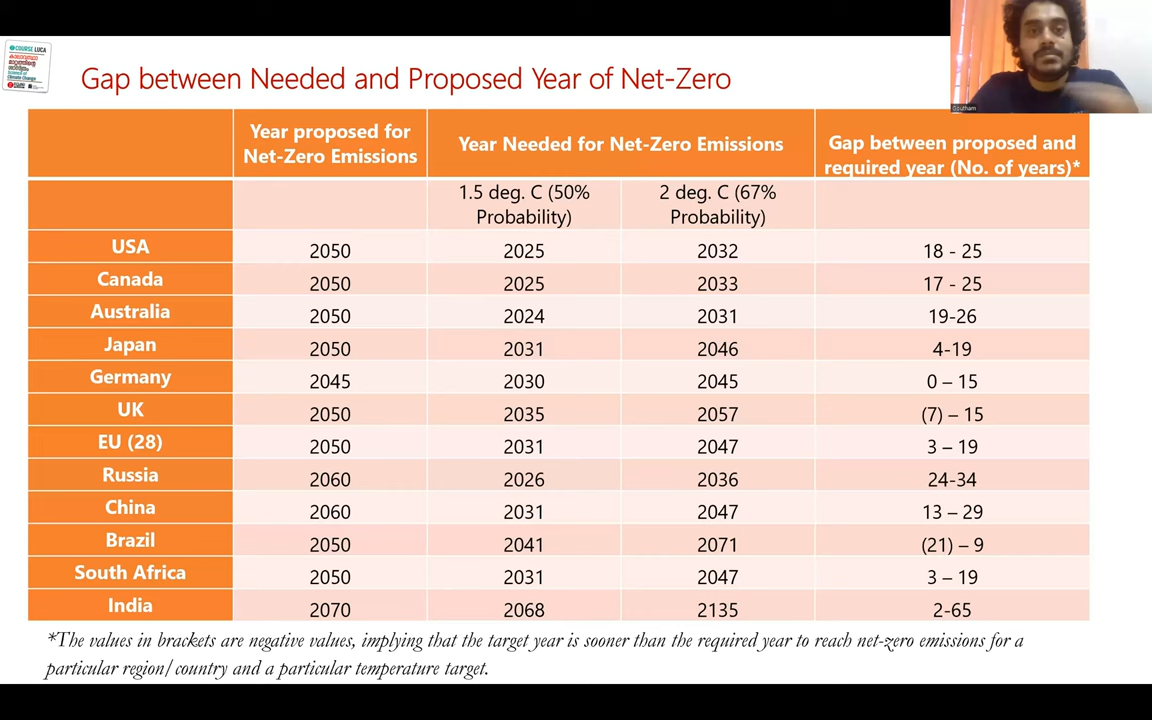 COURSE LUCA
Gap between Needed and Proposed Year of Net-Zero
Goutham
Year proposed for Net-Zero Emissions
Year Needed for Net-Zero Emissions
Gap between proposed and required year (No. of years)*
1.5 deg. C (50% Probability)
2 deg. C (67% Probability)
USA 2050 2025 2032 18 - 25
Canada 2050 2025 2033 17 - 25
Australia 2050 2024 2031 19-26
Japan 2050 2031 2046 4-19
Germany 2045 2030 2045 0 – 15
UK 2050 2035 2057 (7) – 15
EU (28) 2050 2031 2047 3 – 19
Russia 2060 2026 2036 24-34
China 2060 2031 2047 13 – 29
Brazil 2050 2041 2071 (21) – 9
South Africa 2050 2031 2047 3 – 19
India 2070 2068 2135 2-65
*The values in brackets are negative values, implying that the target year is sooner than the required year to reach net-zero emissions for a
particular region/country and a particular temperature target.